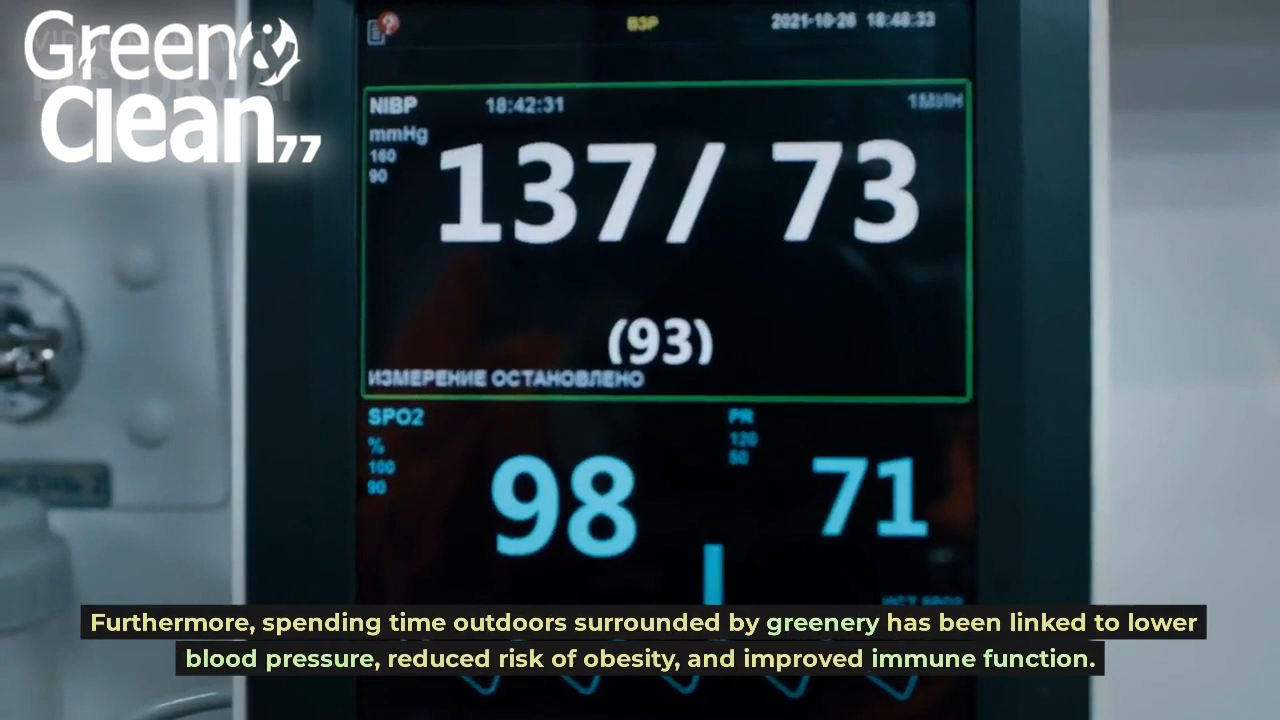 Green &
Clean77
ВЗР
2021-10-26 18:48:33
NIBP 18:42:31 1МИН
mmHg
160
90
137/ 73
(93)
ИЗМЕРЕНИЕ ОСТАНОВЛЕНО
SPO2
%
100
90
98
PR
120
50
71
Furthermore, spending time outdoors surrounded by greenery has been linked to lower
blood pressure, reduced risk of obesity, and improved immune function.